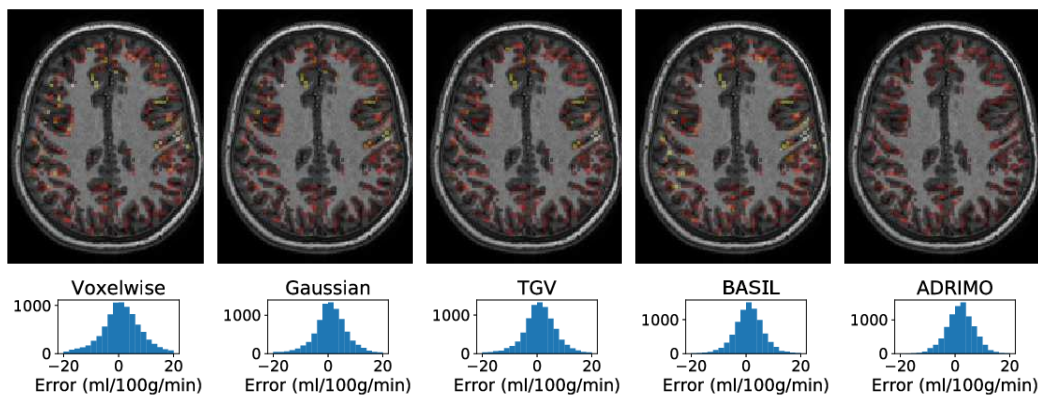 Voxelwise Gaussian TGV BASIL ADRIMO
1000 1000 1000 1000 1000
0 0 0 0 0
−20 0 20 −20 0 20 −20 0 20 −20 0 20 −20 0 20
Error (ml/100g/min) Error (ml/100g/min) Error (ml/100g/min) Error (ml/100g/min) Error (ml/100g/min)